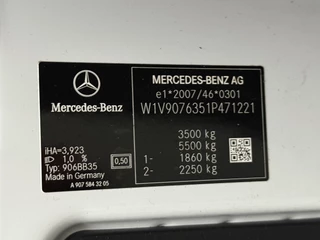 Mercedes-Benz
MERCEDES-BENZ AG
e1*2007/46*0301
W1V9076351P471221
3500 kg
5500 kg
1- 1860 kg
2- 2250 kg
iHA=3,923
1,0 %
0,50
Typ: 906BB35
Made in Germany
A 907 584 32 05